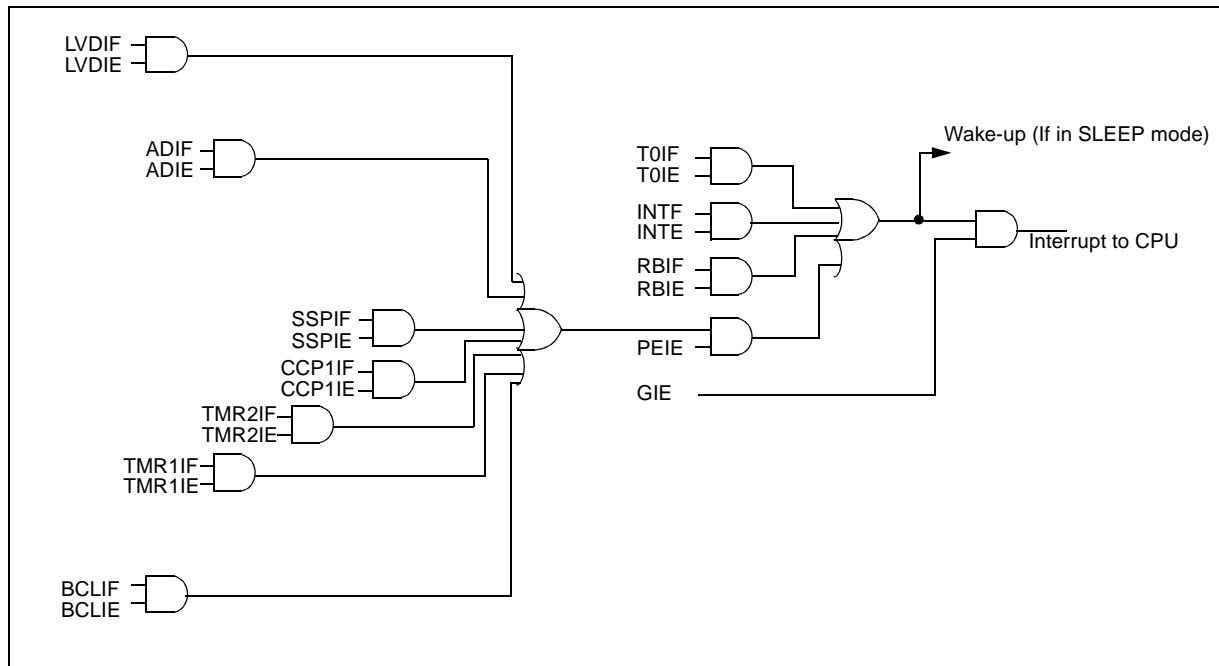 LVDIF
LVDIE
ADIF
ADIE
SSPIF
SSPIE
CCP1IF
CCP1IE
TMR2IF
TMR2IE
TMR1IF
TMR1IE
BCLIF
BCLIE
T0IF
T0IE
INTF
INTE
RBIF
RBIE
PEIE
GIE
Wake-up (If in SLEEP mode)
Interrupt to CPU